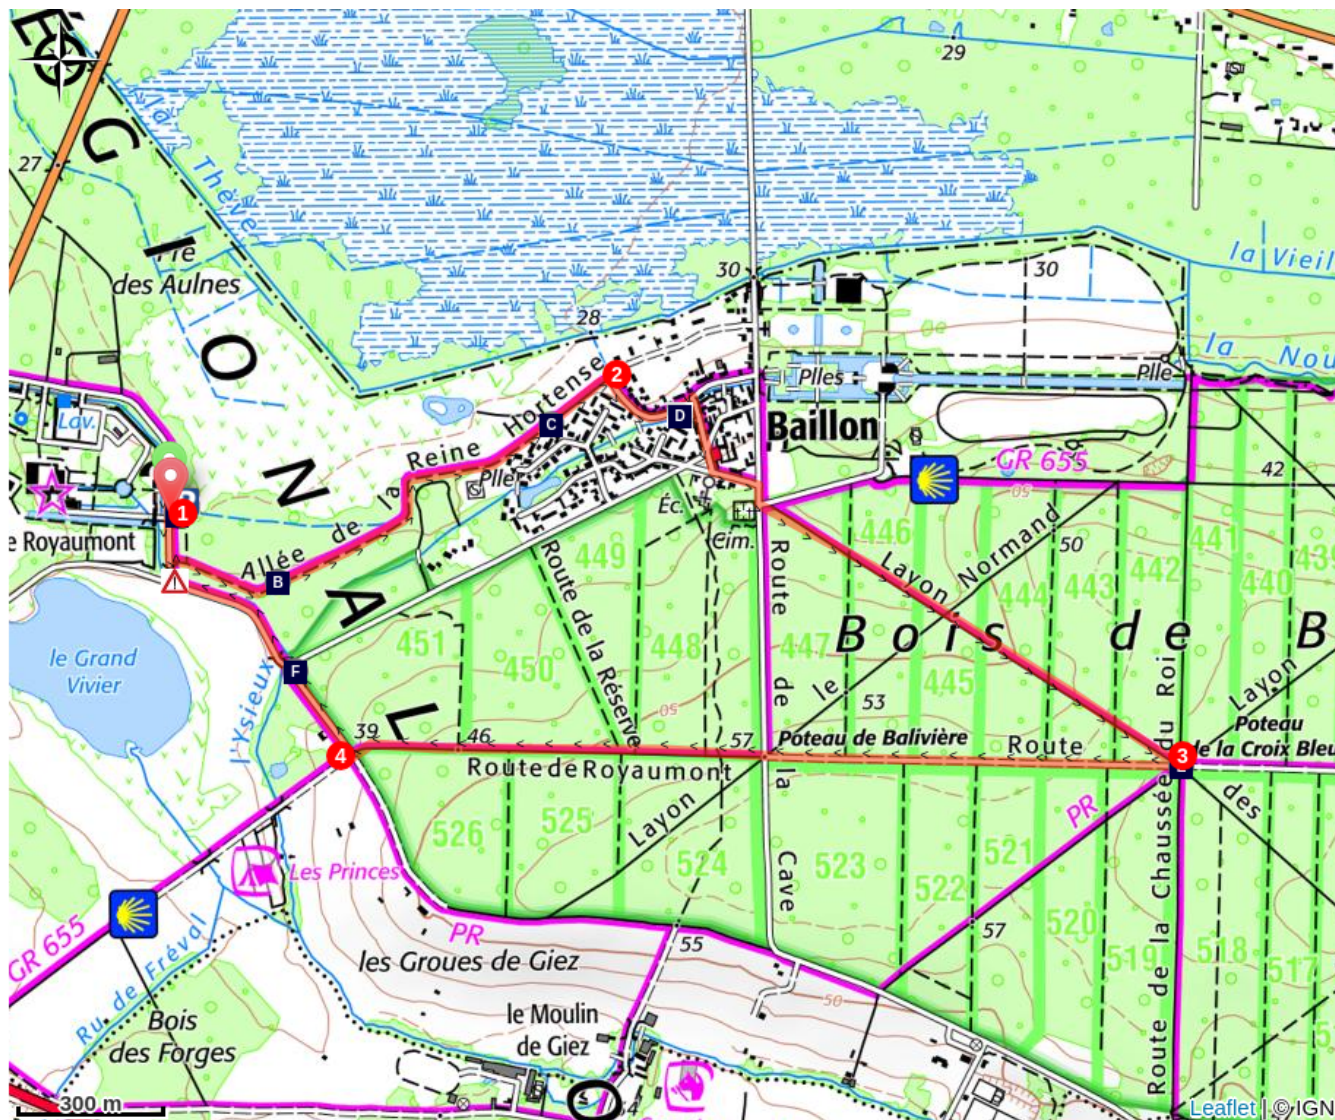 29
É
G
I
O
N
A
L
27
la Thève
Pré
des Aulnes
la Vieil
30
30
28
la Nou
2
Plles
Plle
Reine Hortense
C
D
Baillon
Lav.
GR 655
42
Plle
1
Éc.
Cim.
446
441
439
e Royaumont
Allée de la
B
449
Route de la Réserve
Route de la Cave
Layon
le Normand
50
444
443
442
440
451
450
448
447
445
Bois de B
le Grand
Vivier
l'Ysieux
F
50
53
Layon des
Poteau
de la Croix Bleu
39
46
57
Poteau de Balivière
Route
3
4
Route de Royaumont
PR
526
525
Layon
524
523
521
522
520
519
518
517
5
Route de la Chaussée du Roi
Les Princes
GR 655
Ru de Fréval
PR
55
57
les Groues de Giez
50
Bois
des Forges
le Moulin
de Giez
O
300 m
Leaflet | © IGN